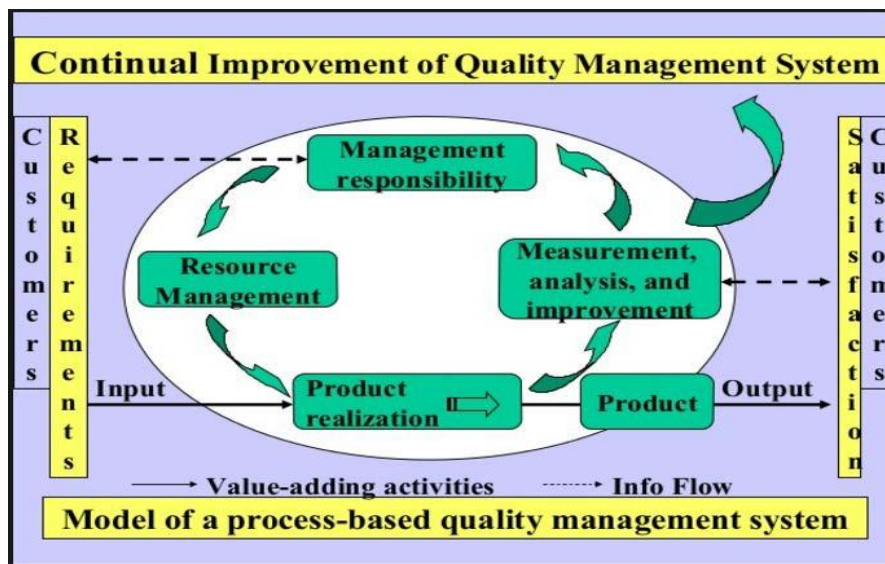 Continual Improvement of Quality Management System
Customers
Requirements
Management
responsibility
Resource
Management
Measurement,
analysis, and
improvement
Satisfaction
Customers
Input
Product
realization
Product
Output
Value-adding activities
Info Flow
Model of a process-based quality management system